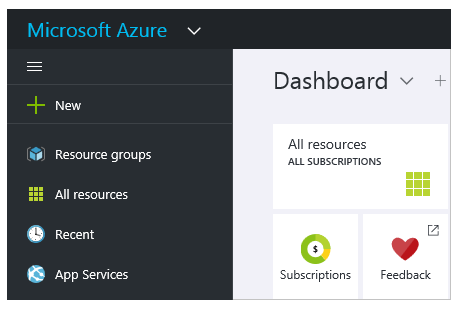 Microsoft Azure
New
Resource groups
All resources
Recent
App Services
Dashboard
All resources
ALL SUBSCRIPTIONS
$
Subscriptions
Feedback